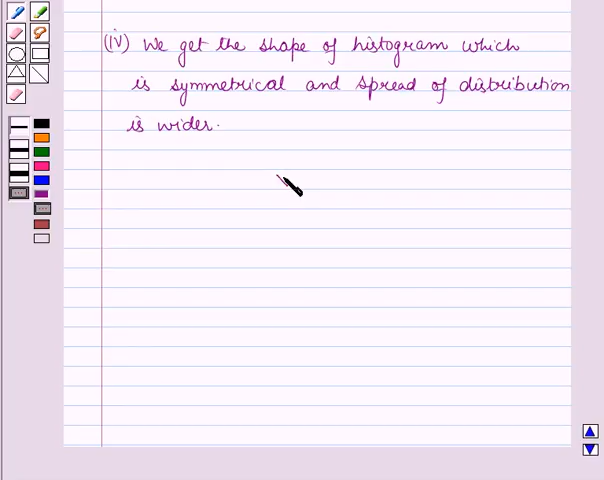 (iv) We get the shape of histogram which
is symmetrical and spread of distribution
is wider.